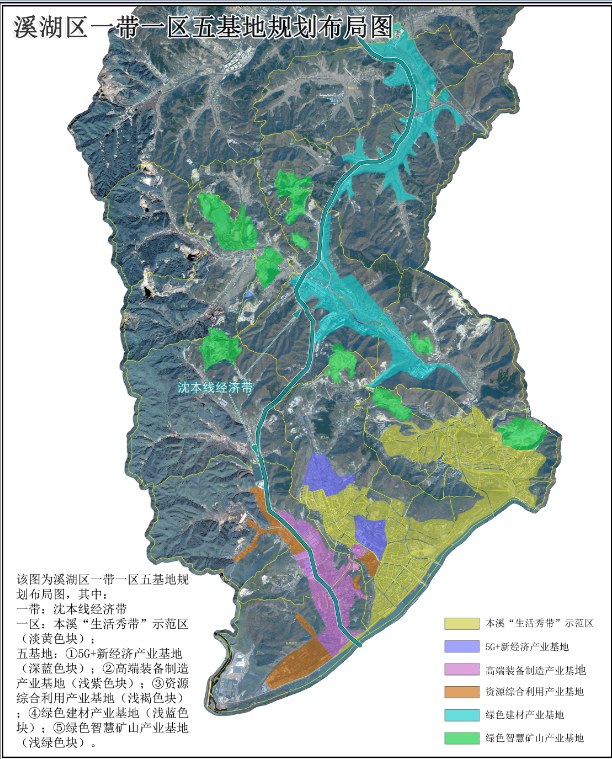 溪湖区一带一区五基地规划布局图
沈本线经济带
该图为溪湖区一带一区五基地规
划布局图，其中：
一带：沈本线经济带
一区：本溪“生活秀带”示范区
（淡黄色块）；
五基地：①5G+新经济产业基地
（深蓝色块）；②高端装备制造
产业基地（浅紫色块）；③资源
综合利用产业基地（浅褐色块）
；④绿色建材产业基地（浅蓝色
块）；⑤绿色智慧矿山产业基地
（浅绿色块）。
本溪“生活秀带”示范区
5G+新经济产业基地
高端装备制造产业基地
资源综合利用产业基地
绿色建材产业基地
绿色智慧矿山产业基地